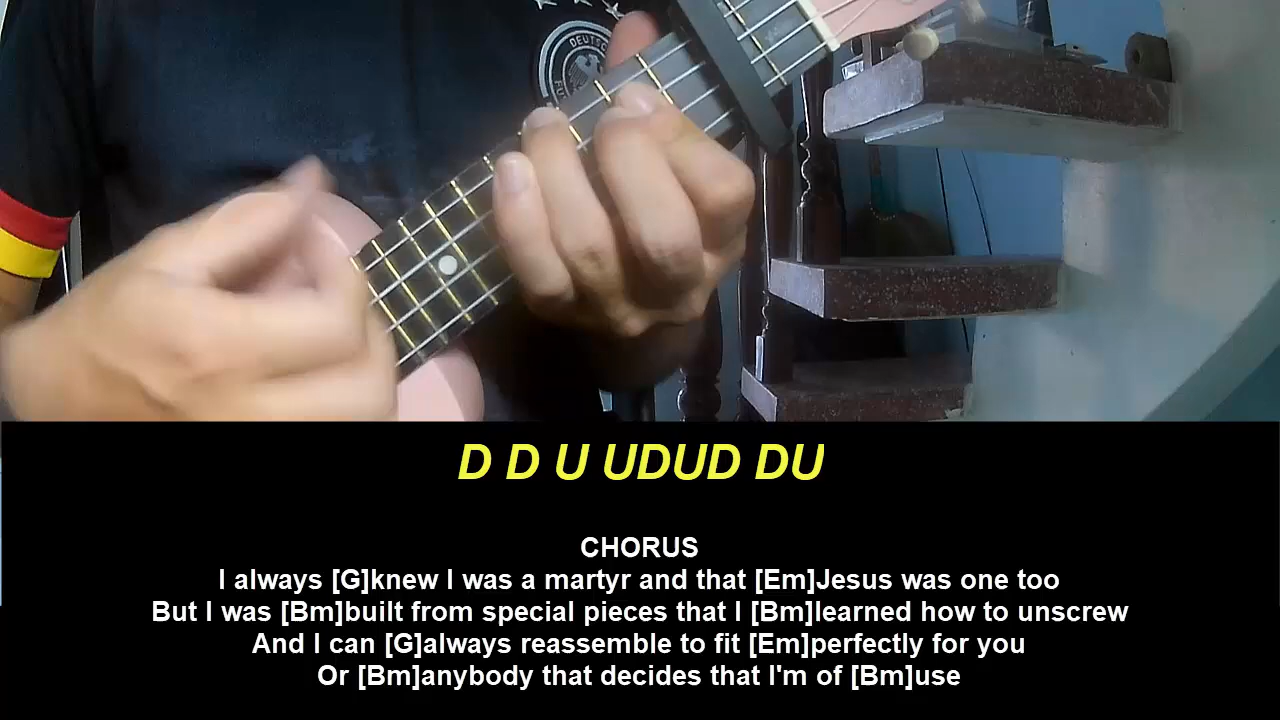 DEUTSC
D D U UDUD DU
CHORUS
I always [G]knew I was a martyr and that [Em]Jesus was one too
But I was [Bm]built from special pieces that I [Bm]learned how to unscrew
And I can [G]always reassemble to fit [Em]perfectly for you
Or [Bm]anybody that decides that I'm of [Bm]use